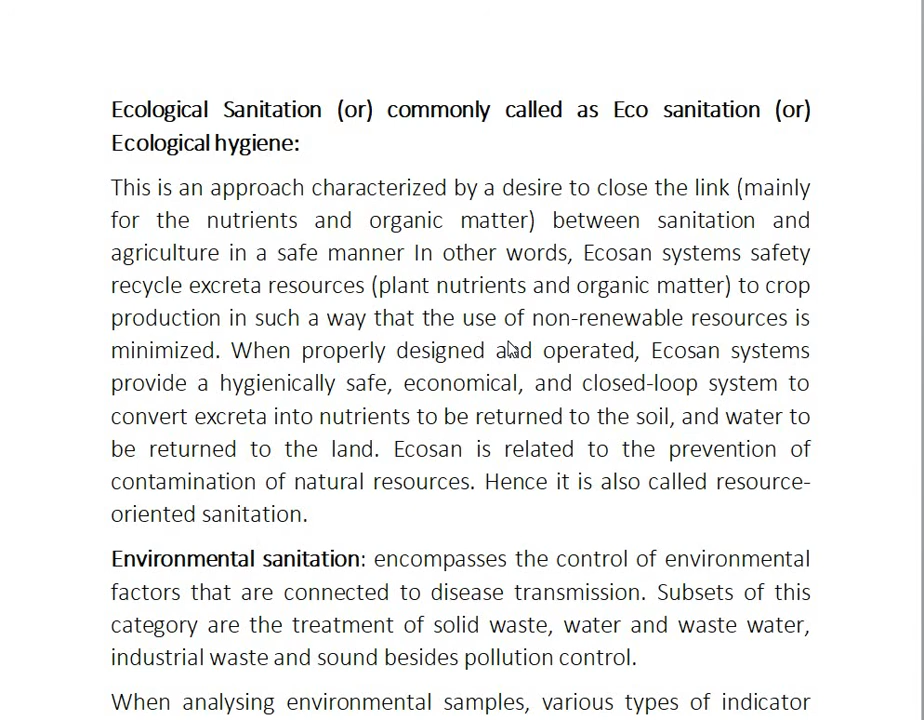 Ecological Sanitation (or) commonly called as Eco sanitation (or)
Ecological hygiene:
This is an approach characterized by a desire to close the link (mainly
for the nutrients and organic matter) between sanitation and
agriculture in a safe manner In other words, Ecosan systems safety
recycle excreta resources (plant nutrients and organic matter) to crop
production in such a way that the use of non-renewable resources is
minimized. When properly designed and operated, Ecosan systems
provide a hygienically safe, economical, and closed-loop system to
convert excreta into nutrients to be returned to the soil, and water to
be returned to the land. Ecosan is related to the prevention of
contamination of natural resources. Hence it is also called resource-
oriented sanitation.
Environmental sanitation: encompasses the control of environmental
factors that are connected to disease transmission. Subsets of this
category are the treatment of solid waste, water and waste water,
industrial waste and sound besides pollution control.
When analysing environmental samples, various types of indicator